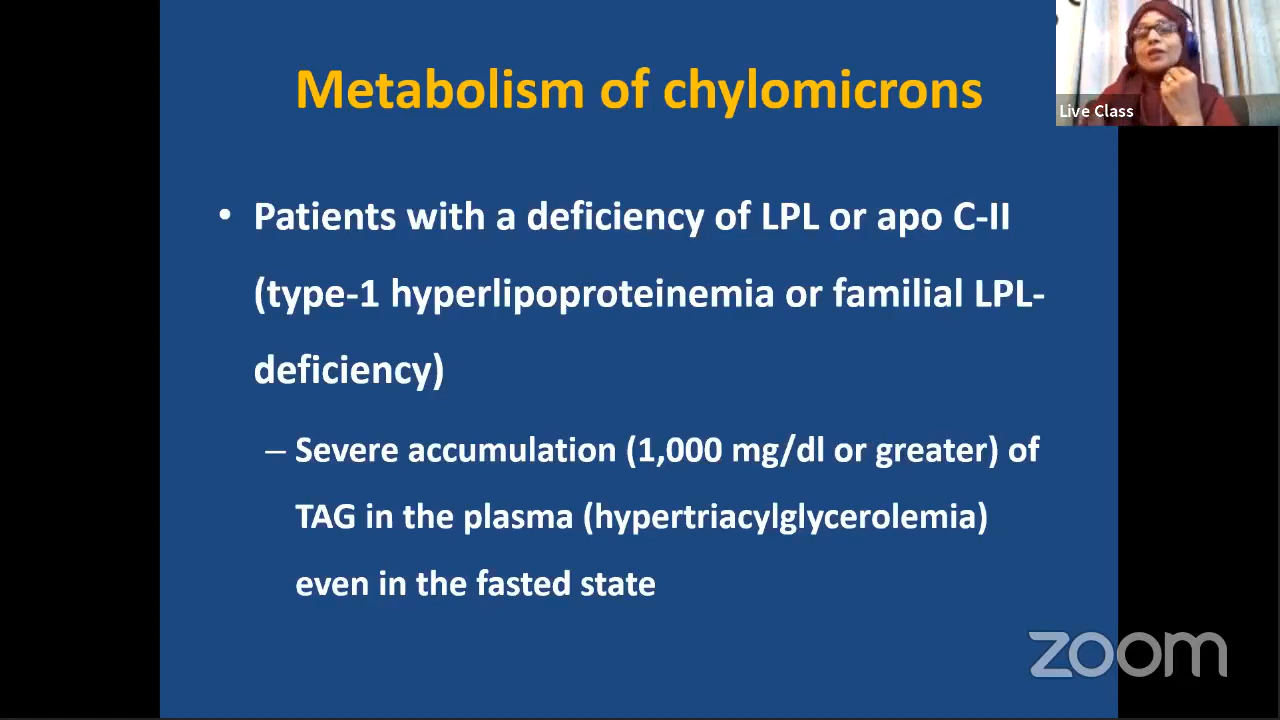 Metabolism of chylomicrons
Live Class
• Patients with a deficiency of LPL or apo C-II
(type-1 hyperlipoproteinemia or familial LPL-
deficiency)
– Severe accumulation (1,000 mg/dl or greater) of
TAG in the plasma (hypertriacylglycerolemia)
even in the fasted state
zoom